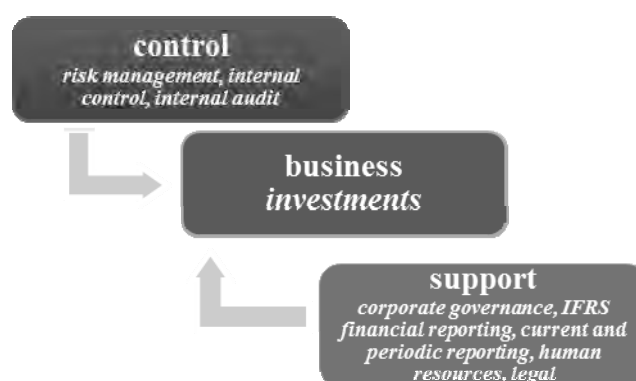 control
risk management, internal
control, internal audit
business
investments
support
corporate governance, IFRS
financial reporting, current and
periodic reporting, human
resources, legal